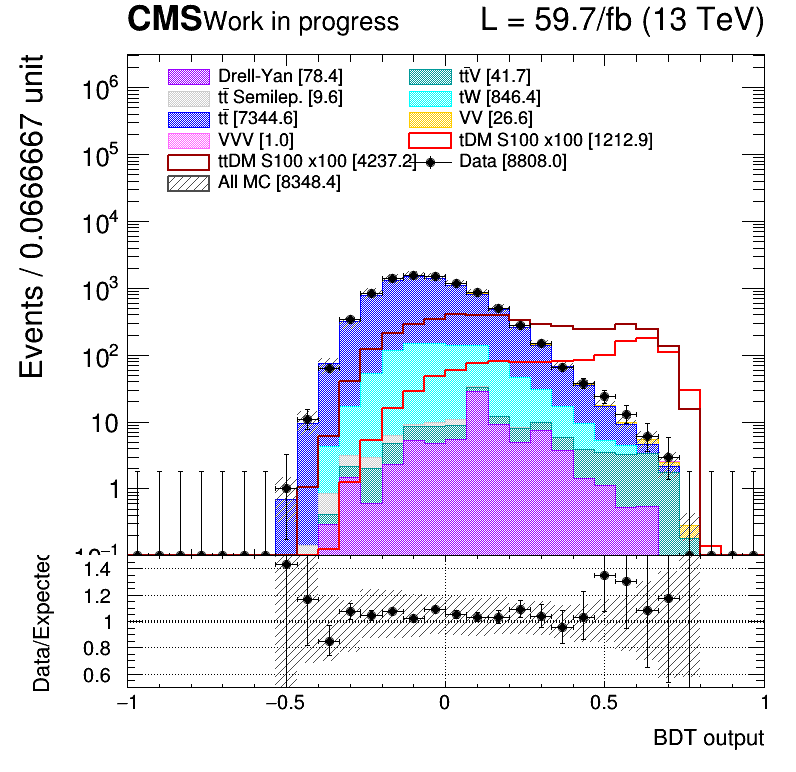 CMS Work in progress L = 59.7/fb (13 TeV)
Events / 0.0666667 unit
10⁶
10⁵
10⁴
10³
10²
10
1
10⁻¹
Drell-Yan [78.4] tt̄V [41.7]
tt̄ Semilep. [9.6] tW [846.4]
tt̄ [7344.6] VV [26.6]
VVV [1.0] tDM S100 x100 [1212.9]
ttDM S100 x100 [4237.2] Data [8808.0]
All MC [8348.4]
Data/Expected
1.4
1.2
1
0.8
0.6
−1 −0.5 0 0.5 1
BDT output